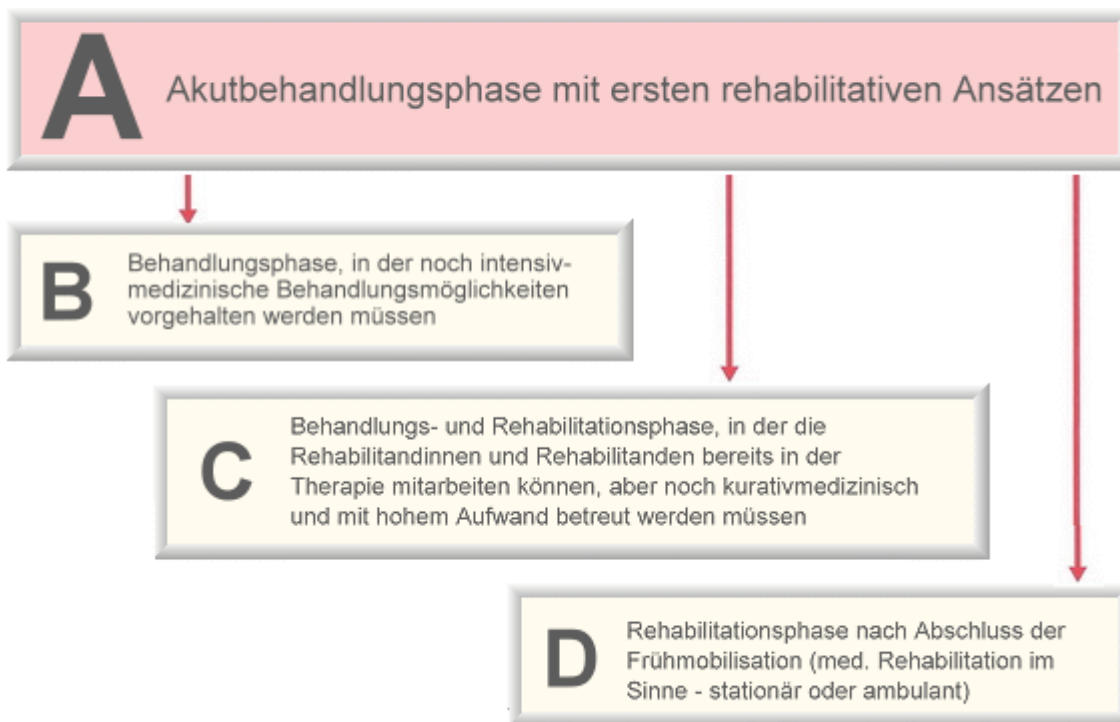 A
Akutbehandlungsphase mit ersten rehabilitativen Ansätzen
B
Behandlungsphase, in der noch intensiv-
medizinische Behandlungsmöglichkeiten
vorgehalten werden müssen
C
Behandlungs- und Rehabilitationsphase, in der die
Rehabilitandinnen und Rehabilitanden bereits in der
Therapie mitarbeiten können, aber noch kurativmedizinisch
und mit hohem Aufwand betreut werden müssen
D
Rehabilitationsphase nach Abschluss der
Frühmobilisation (med. Rehabilitation im
Sinne - stationär oder ambulant)